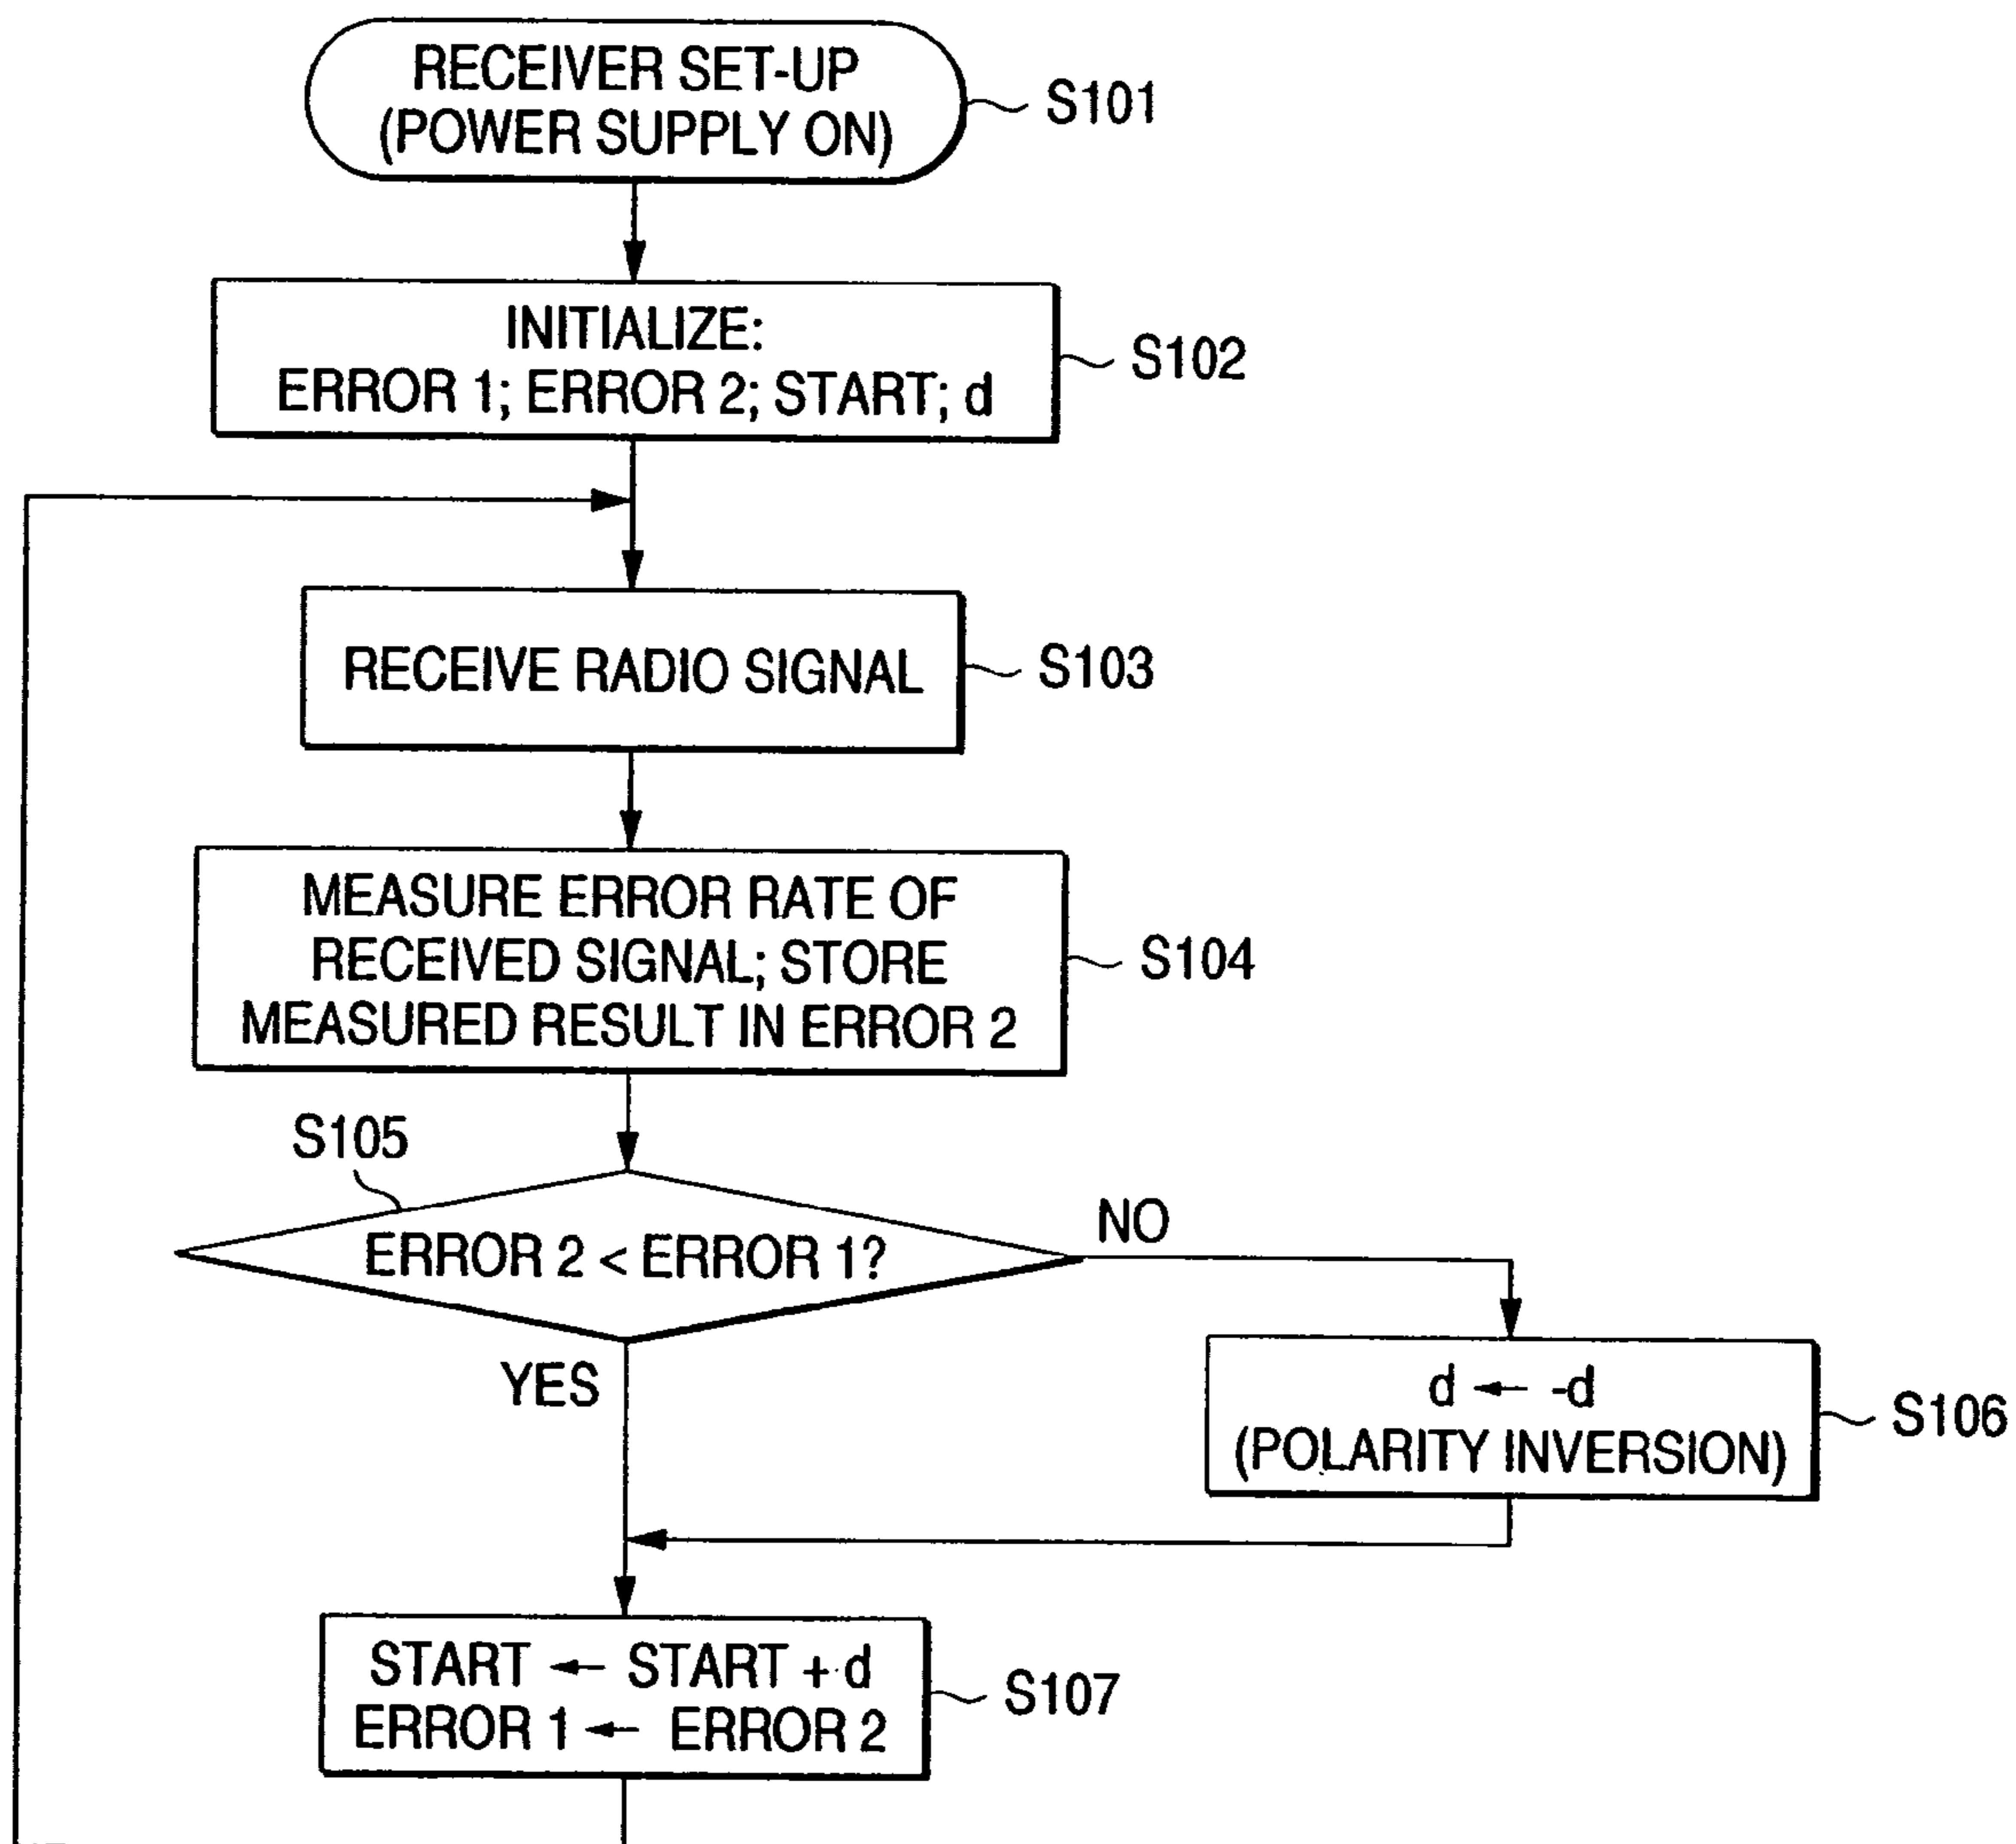 RECEIVER SET-UP
(POWER SUPPLY ON)
S101
INITIALIZE:
ERROR 1; ERROR 2; START; d
S102
RECEIVE RADIO SIGNAL
S103
MEASURE ERROR RATE OF
RECEIVED SIGNAL; STORE
MEASURED RESULT IN ERROR 2
S104
S105
ERROR 2 < ERROR 1?
NO
YES
d ← -d
(POLARITY INVERSION)
S106
START ← START + d
ERROR 1 ← ERROR 2
S107